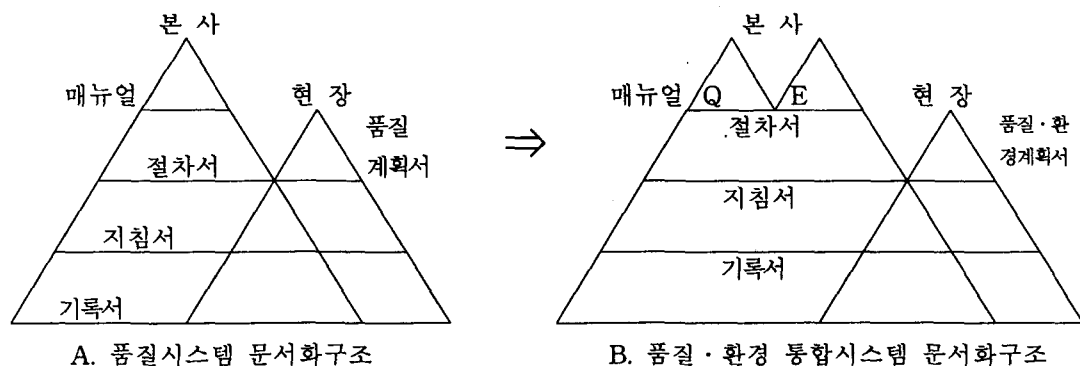 본 사
매뉴얼
현 장
품질
계획서
절차서
지침서
기록서
A. 품질시스템 문서화구조
⇒
본 사
매뉴얼 Q E
현 장
품질 · 환
경계획서
절차서
지침서
기록서
B. 품질 · 환경 통합시스템 문서화구조